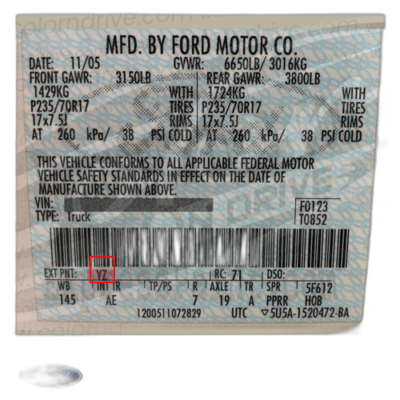 MFD. BY FORD MOTOR CO.
DATE: 11/05 GVWR: 6650LB/ 3016KG
FRONT GAWR: 3150LB REAR GAWR: 3800LB
1429KG WITH 1724KG WITH
P235/70R17 TIRES P235/70R17 TIRES
17x7.5J RIMS 17x7.5J RIMS
AT 260 kPa/ 38 PSI COLD AT 260 kPa/ 38 PSI COLD
THIS VEHICLE CONFORMS TO ALL APPLICABLE FEDERAL MOTOR
VEHICLE SAFETY STANDARDS IN EFFECT ON THE DATE OF
MANUFACTURE SHOWN ABOVE.
VIN:
TYPE: Truck
F0123
T0852
EXT PNT: YZ RC: 71 DSO:
WB INT TR TP/PS R AXLE TR SPR 5F612
145 AE 7 19 A PPRR HOB
1200511072829 UTC ▼5U5A-1520472-BA